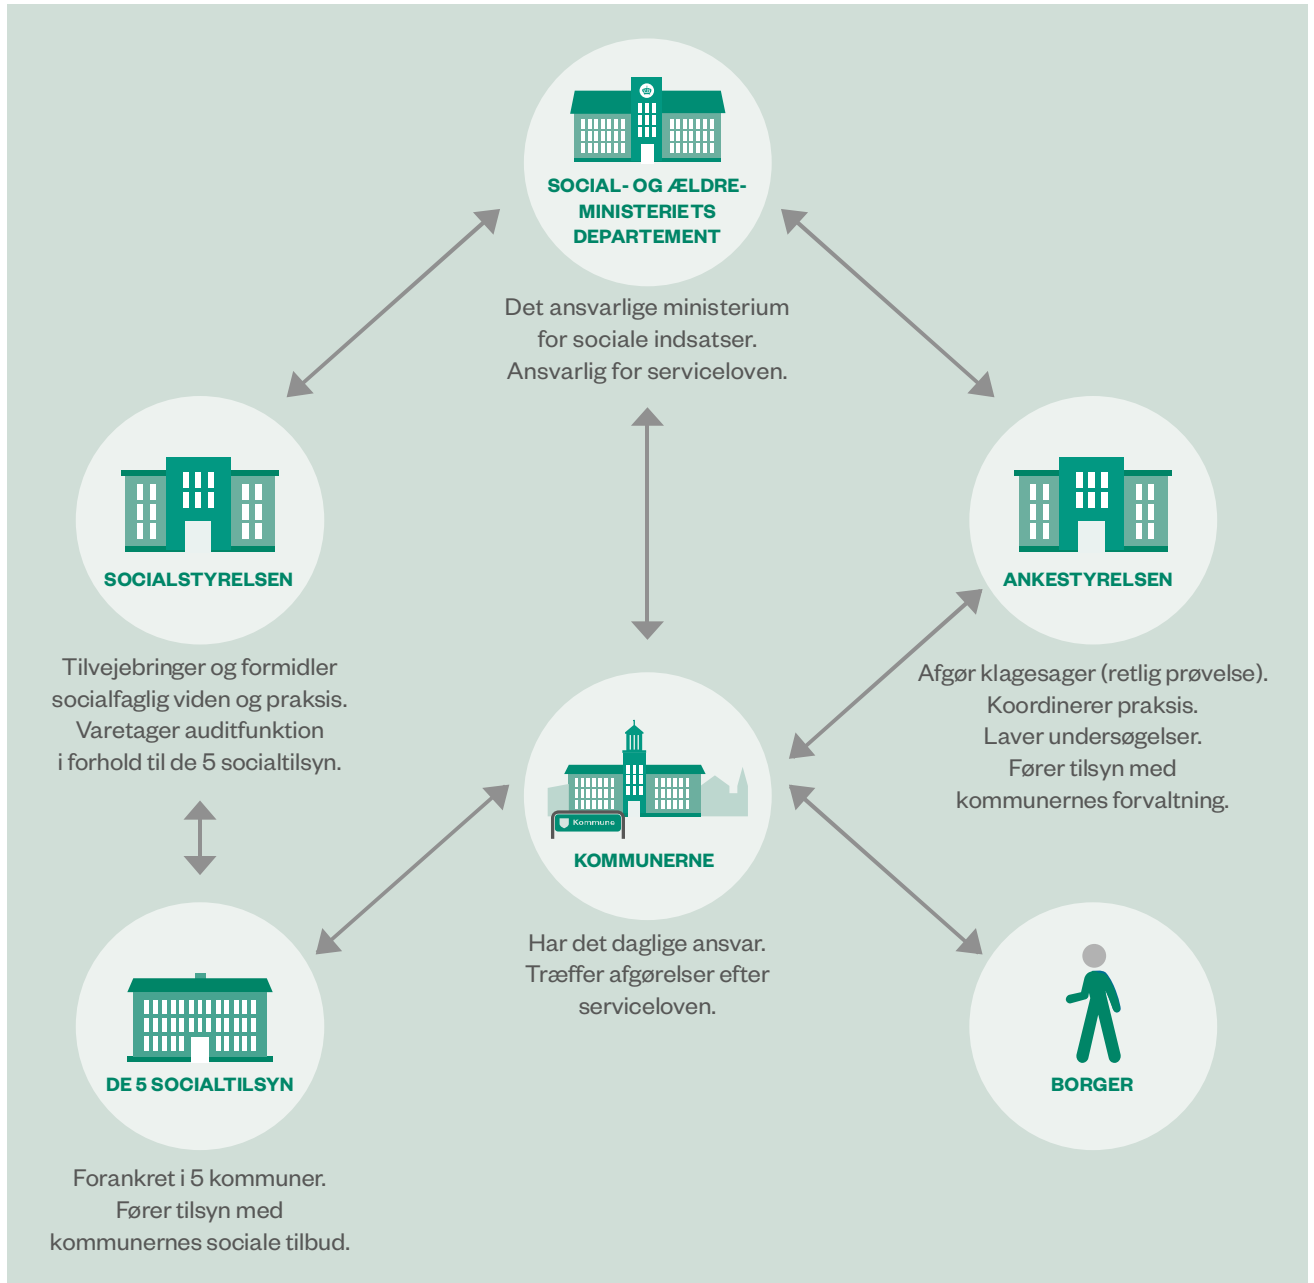 SOCIAL- OG ÆLDRE-
MINISTERIETS
DEPARTEMENT
Det ansvarlige ministerium
for sociale indsatser.
Ansvarlig for serviceloven.
SOCIALSTYRELSEN
Tilvejebringer og formidler
socialfaglig viden og praksis.
Varetager auditfunktion
i forhold til de 5 socialtilsyn.
ANKESTYRELSEN
Afgør klagesager (retlig prøvelse).
Koordinerer praksis.
Laver undersøgelser.
Fører tilsyn med
kommunernes forvaltning.
Kommune
KOMMUNERNE
Har det daglige ansvar.
Træffer afgørelser efter
serviceloven.
DE 5 SOCIALTILSYN
Forankret i 5 kommuner.
Fører tilsyn med
kommunernes sociale tilbud.
BORGER